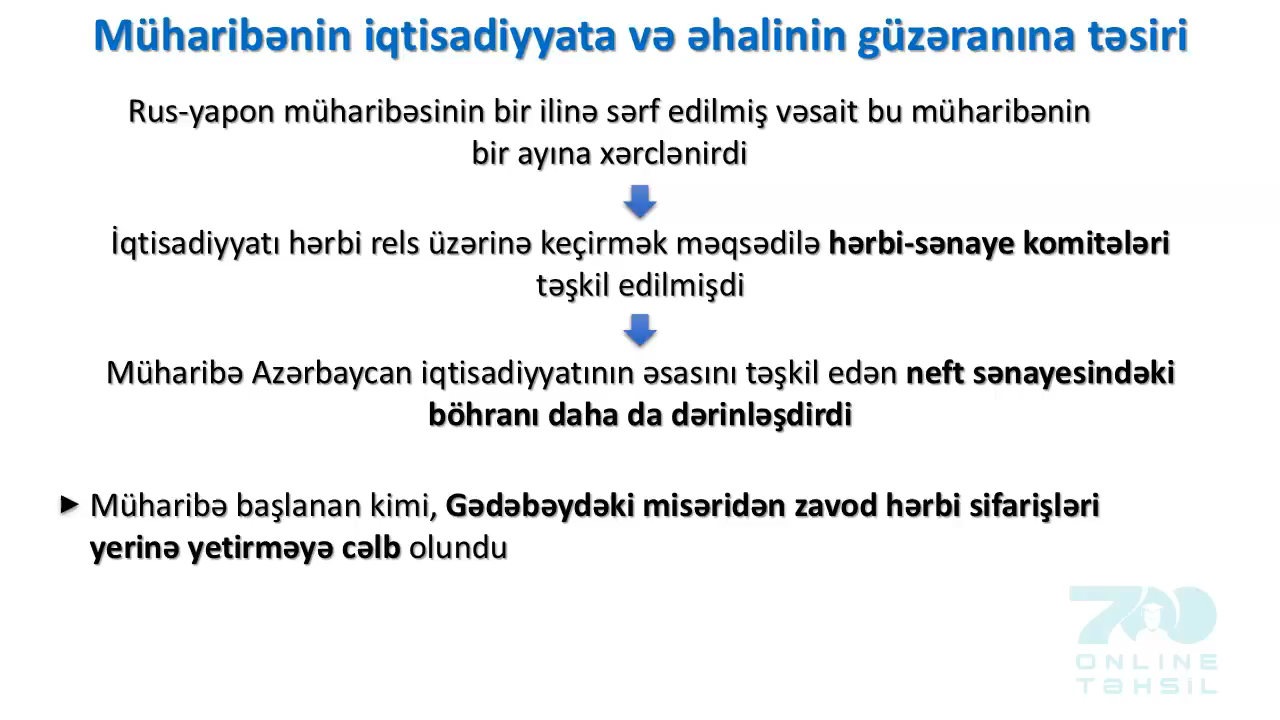 Müharibənin iqtisadiyyata və əhalinin güzəranına təsiri
Rus-yapon müharibəsinin bir ilinə sərf edilmiş vəsait bu müharibənin
bir ayına xərclənirdi
İqtisadiyyatı hərbi rels üzərinə keçirmək məqsədilə hərbi-sənaye komitələri
təşkil edilmişdi
Müharibə Azərbaycan iqtisadiyyatının əsasını təşkil edən neft sənayesindəki
böhranı daha da dərinləşdirdi
► Müharibə başlanan kimi, Gədəbəydəki misəridən zavod hərbi sifarişləri
yerinə yetirməyə cəlb olundu
700
ONLINE
TəHSİL